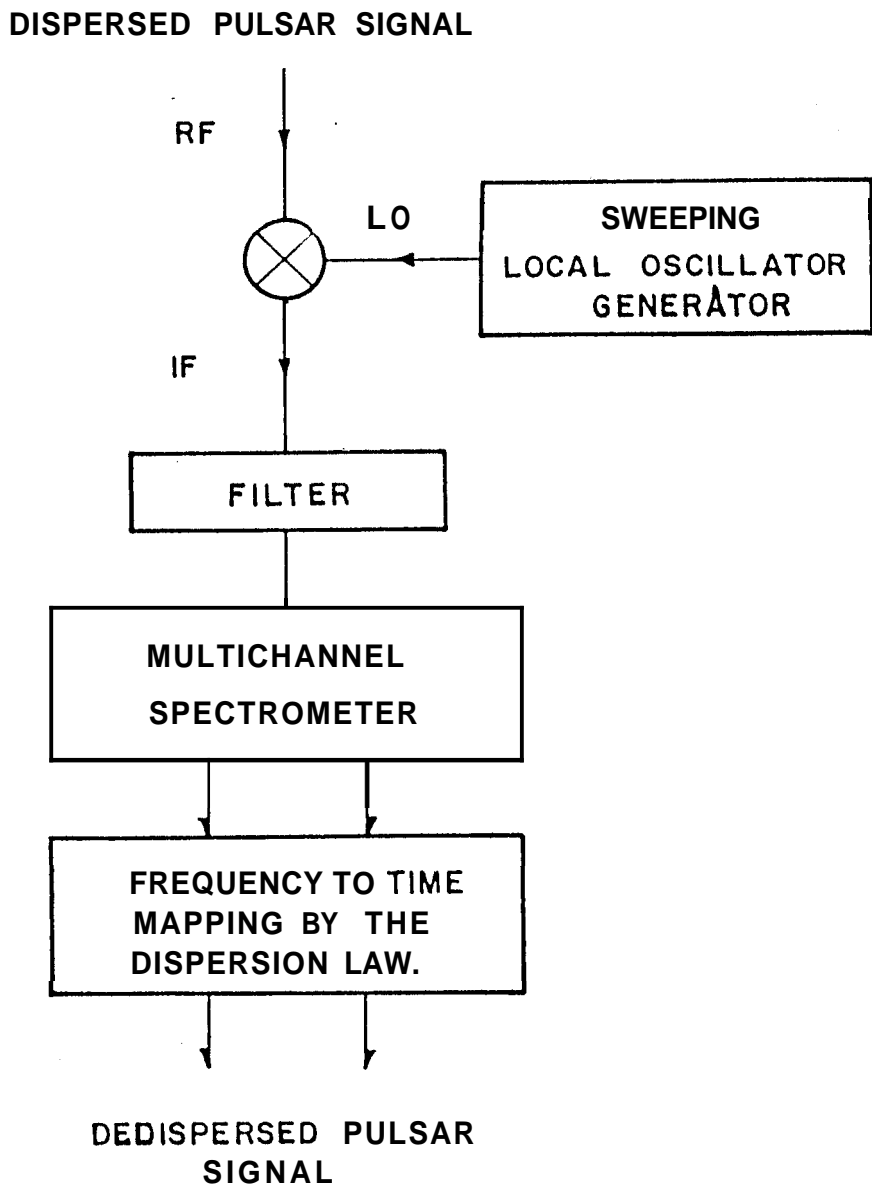 DISPERSED PULSAR SIGNAL
RF
LO
SWEEPING
LOCAL OSCILLATOR
GENERATOR
IF
FILTER
MULTICHANNEL
SPECTROMETER
FREQUENCY TO TIME
MAPPING BY THE
DISPERSION LAW.
DEDISPERSED PULSAR
SIGNAL